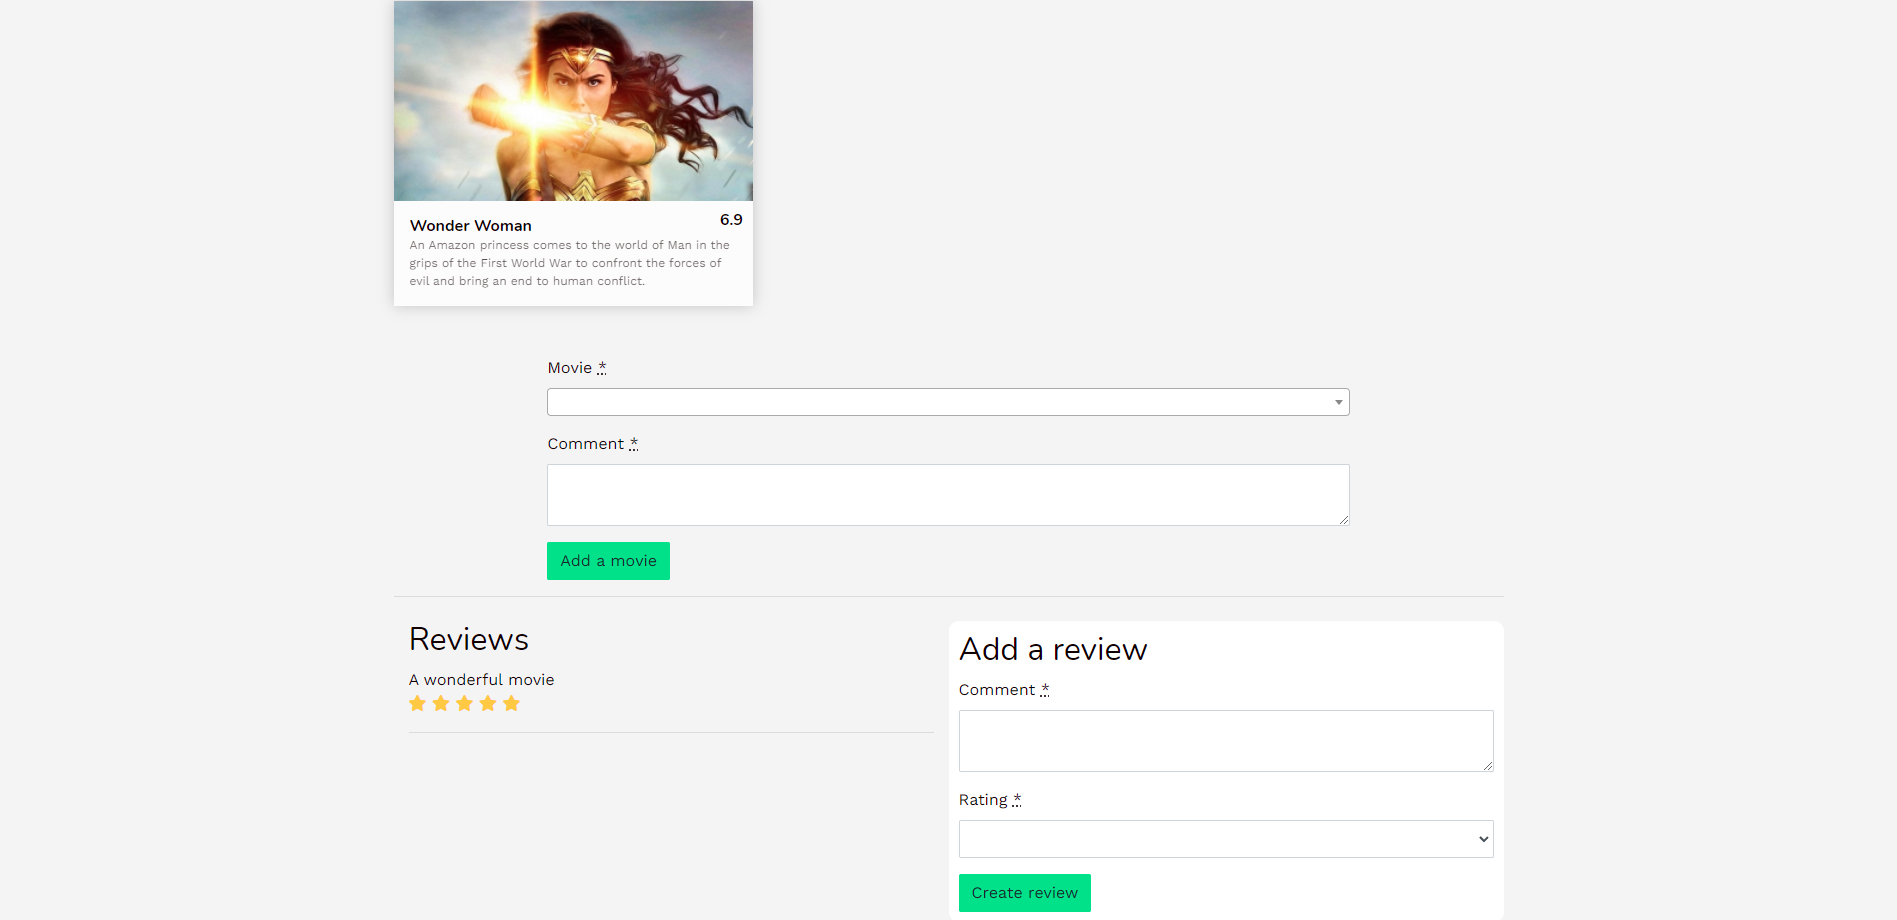 Wonder Woman
6.9
An Amazon princess comes to the world of Man in the
grips of the First World War to confront the forces of
evil and bring an end to human conflict.
Movie *
Comment *
Add a movie
Reviews
A wonderful movie
Add a review
Comment *
Rating *
Create review